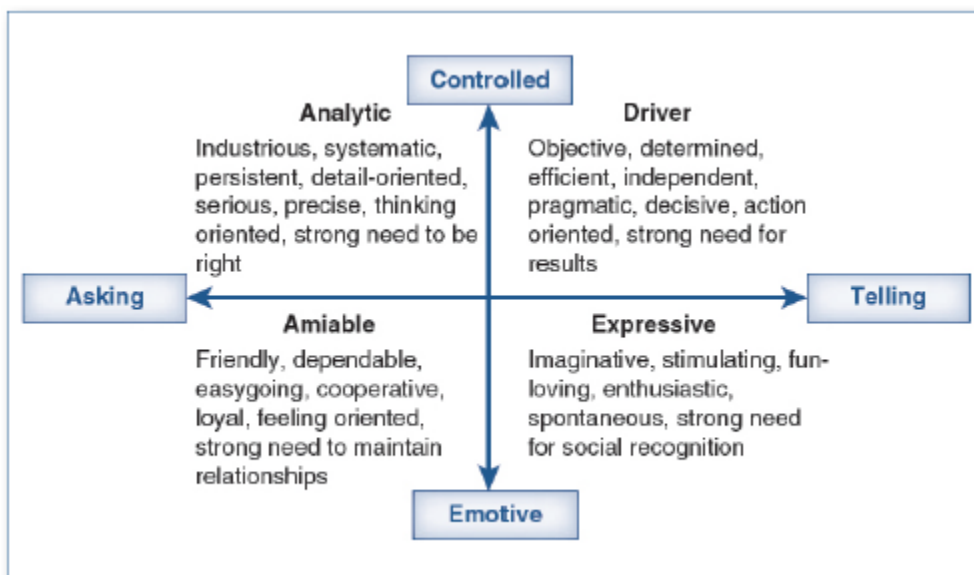 Controlled
Analytic
Industrious, systematic,
persistent, detail-oriented,
serious, precise, thinking
oriented, strong need to be
right
Driver
Objective, determined,
efficient, independent,
pragmatic, decisive, action
oriented, strong need for
results
Asking
Telling
Amiable
Friendly, dependable,
easygoing, cooperative,
loyal, feeling oriented,
strong need to maintain
relationships
Expressive
Imaginative, stimulating, fun-
loving, enthusiastic,
spontaneous, strong need
for social recognition
Emotive